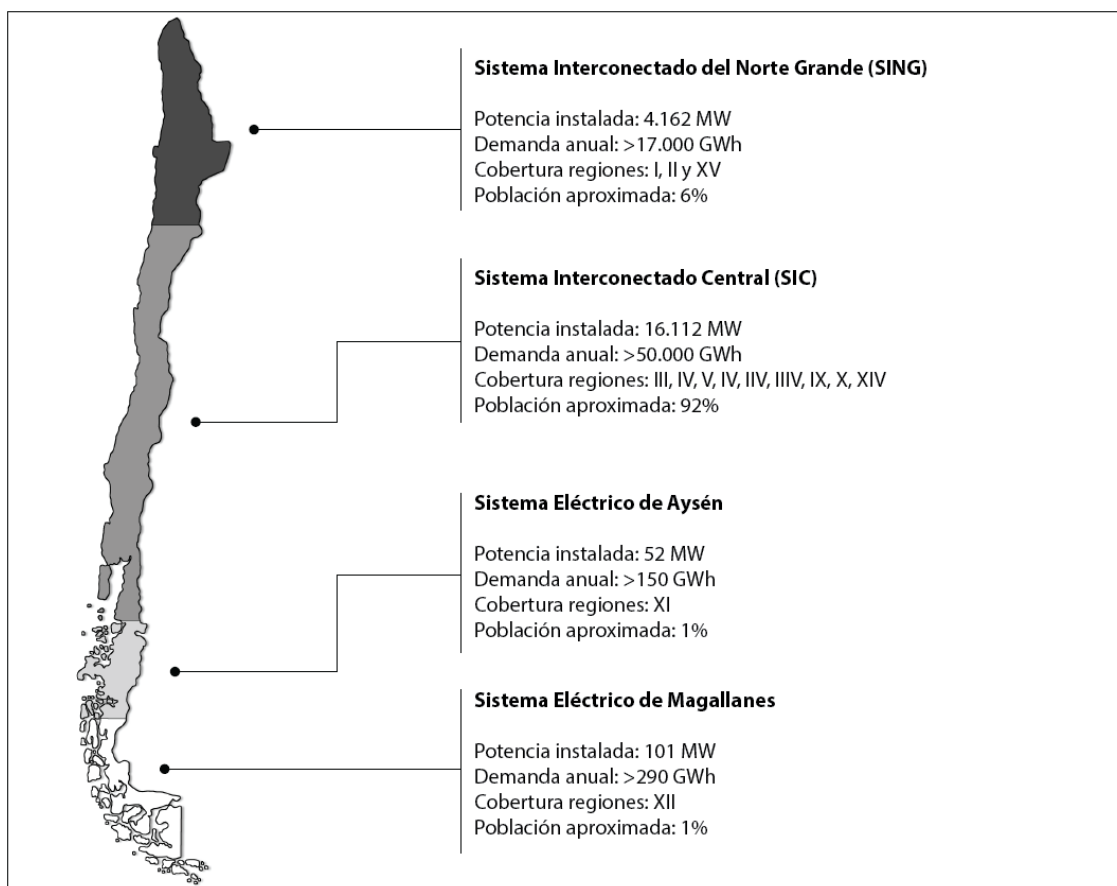 Sistema Interconectado del Norte Grande (SING)
Potencia instalada: 4.162 MW
Demanda anual: >17.000 GWh
Cobertura regiones: I, II y XV
Población aproximada: 6%
Sistema Interconectado Central (SIC)
Potencia instalada: 16.112 MW
Demanda anual: >50.000 GWh
Cobertura regiones: III, IV, V, IV, IIV, IIIV, IX, X, XIV
Población aproximada: 92%
Sistema Eléctrico de Aysén
Potencia instalada: 52 MW
Demanda anual: >150 GWh
Cobertura regiones: XI
Población aproximada: 1%
Sistema Eléctrico de Magallanes
Potencia instalada: 101 MW
Demanda anual: >290 GWh
Cobertura regiones: XII
Población aproximada: 1%